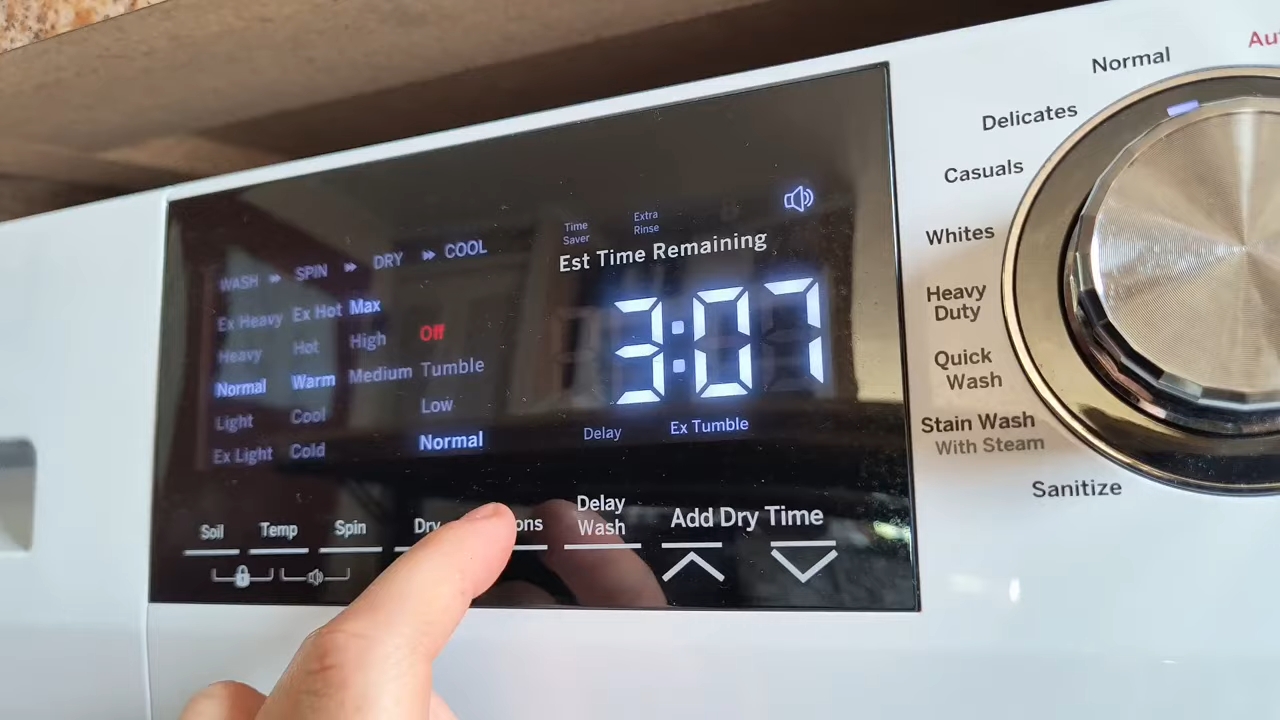 Normal
Aut
Delicates
Casuals
Whites
Heavy
Duty
Quick
Wash
Stain Wash
With Steam
Sanitize
Time
Saver
Extra
Rinse
Est Time Remaining
3:07
Delay
Ex Tumble
WASH SPIN DRY COOL
Ex Heavy Ex Hot Max
Heavy Hot High Off
Normal Warm Medium Tumble
Light Cool Low
Ex Light Cold Normal
Soil Temp Spin Dry ons
Delay
Wash
Add Dry Time